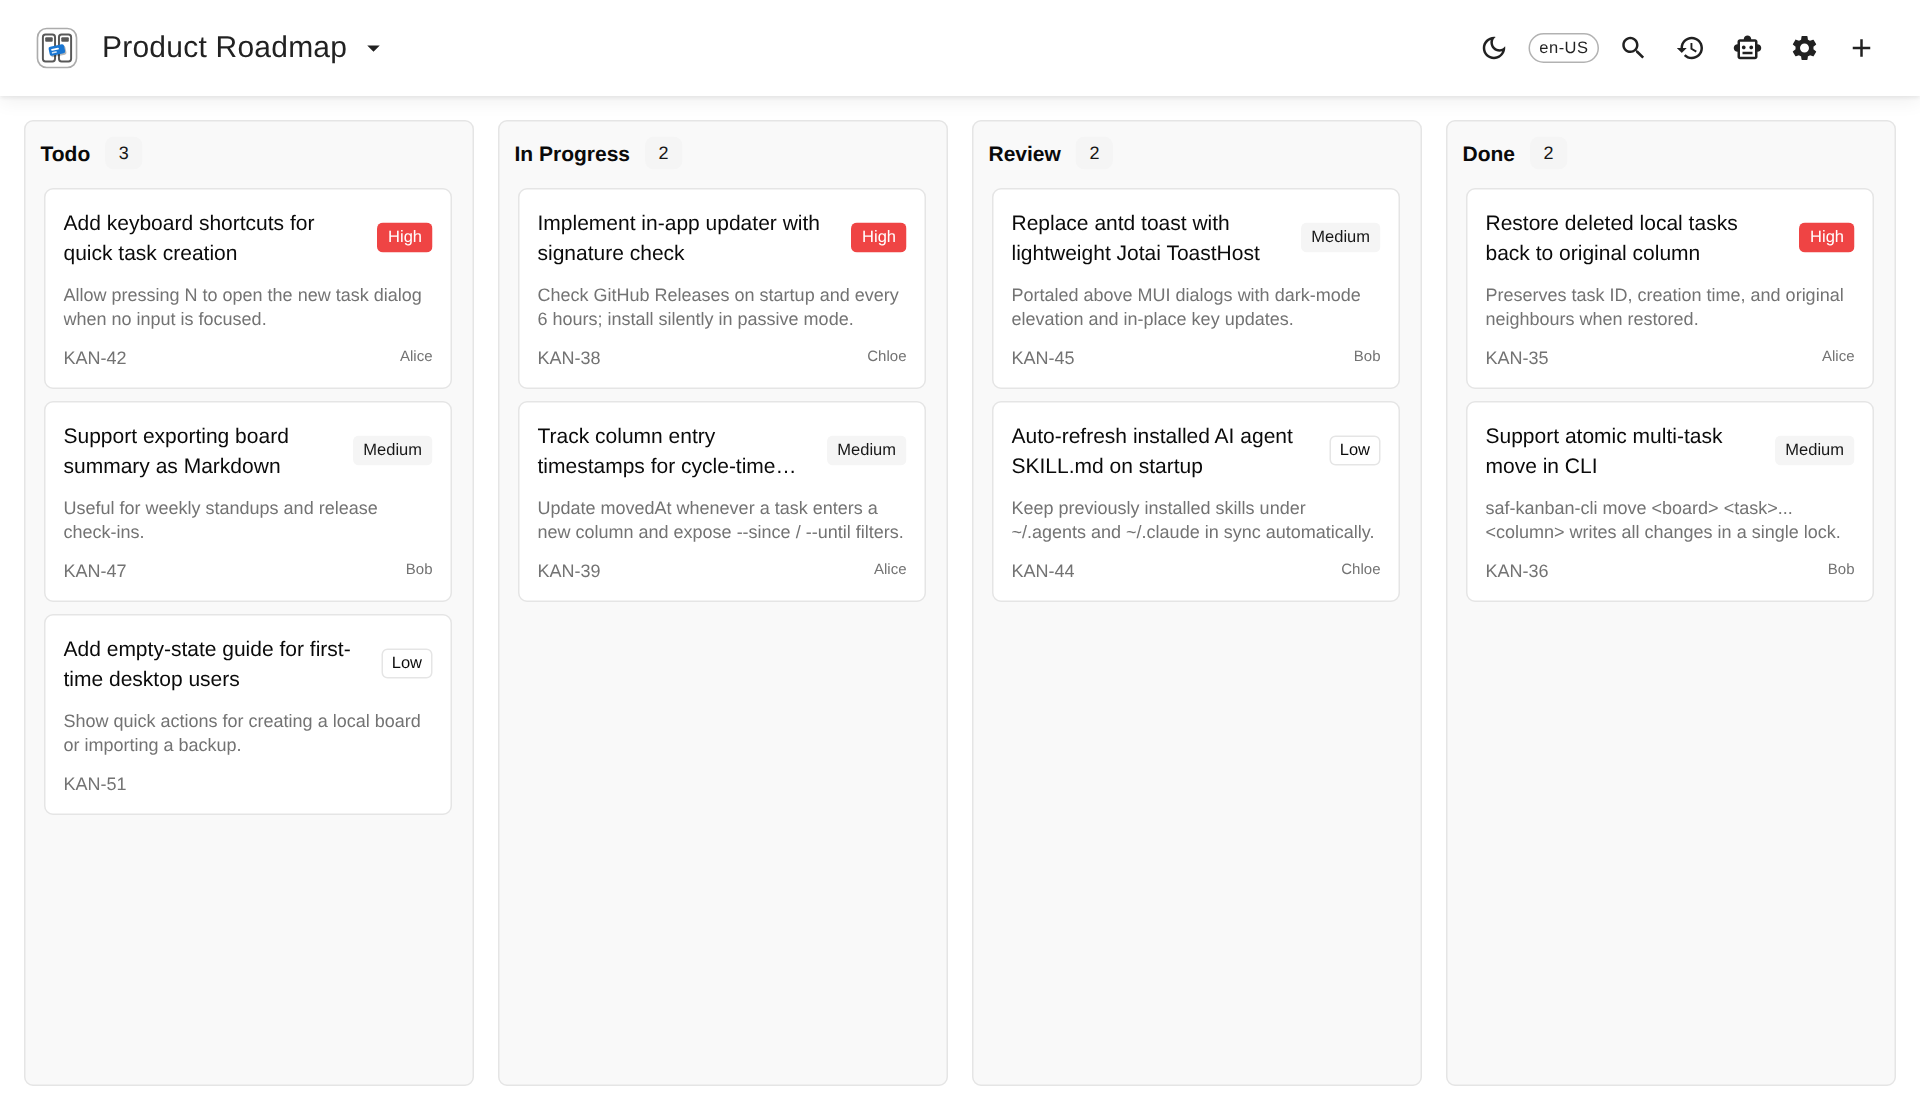 Product Roadmap
en-US
Todo 3
Add keyboard shortcuts for
quick task creation
High
Allow pressing N to open the new task dialog
when no input is focused.
KAN-42
Alice
Support exporting board
summary as Markdown
Medium
Useful for weekly standups and release
check-ins.
KAN-47
Bob
Add empty-state guide for first-
time desktop users
Low
Show quick actions for creating a local board
or importing a backup.
KAN-51
In Progress 2
Implement in-app updater with
signature check
High
Check GitHub Releases on startup and every
6 hours; install silently in passive mode.
KAN-38
Chloe
Track column entry
timestamps for cycle-time…
Medium
Update movedAt whenever a task enters a
new column and expose --since / --until filters.
KAN-39
Alice
Review 2
Replace antd toast with
lightweight Jotai ToastHost
Medium
Portaled above MUI dialogs with dark-mode
elevation and in-place key updates.
KAN-45
Bob
Auto-refresh installed AI agent
SKILL.md on startup
Low
Keep previously installed skills under
~/.agents and ~/.claude in sync automatically.
KAN-44
Chloe
Done 2
Restore deleted local tasks
back to original column
High
Preserves task ID, creation time, and original
neighbours when restored.
KAN-35
Alice
Support atomic multi-task
move in CLI
Medium
saf-kanban-cli move <board> <task>...
<column> writes all changes in a single lock.
KAN-36
Bob